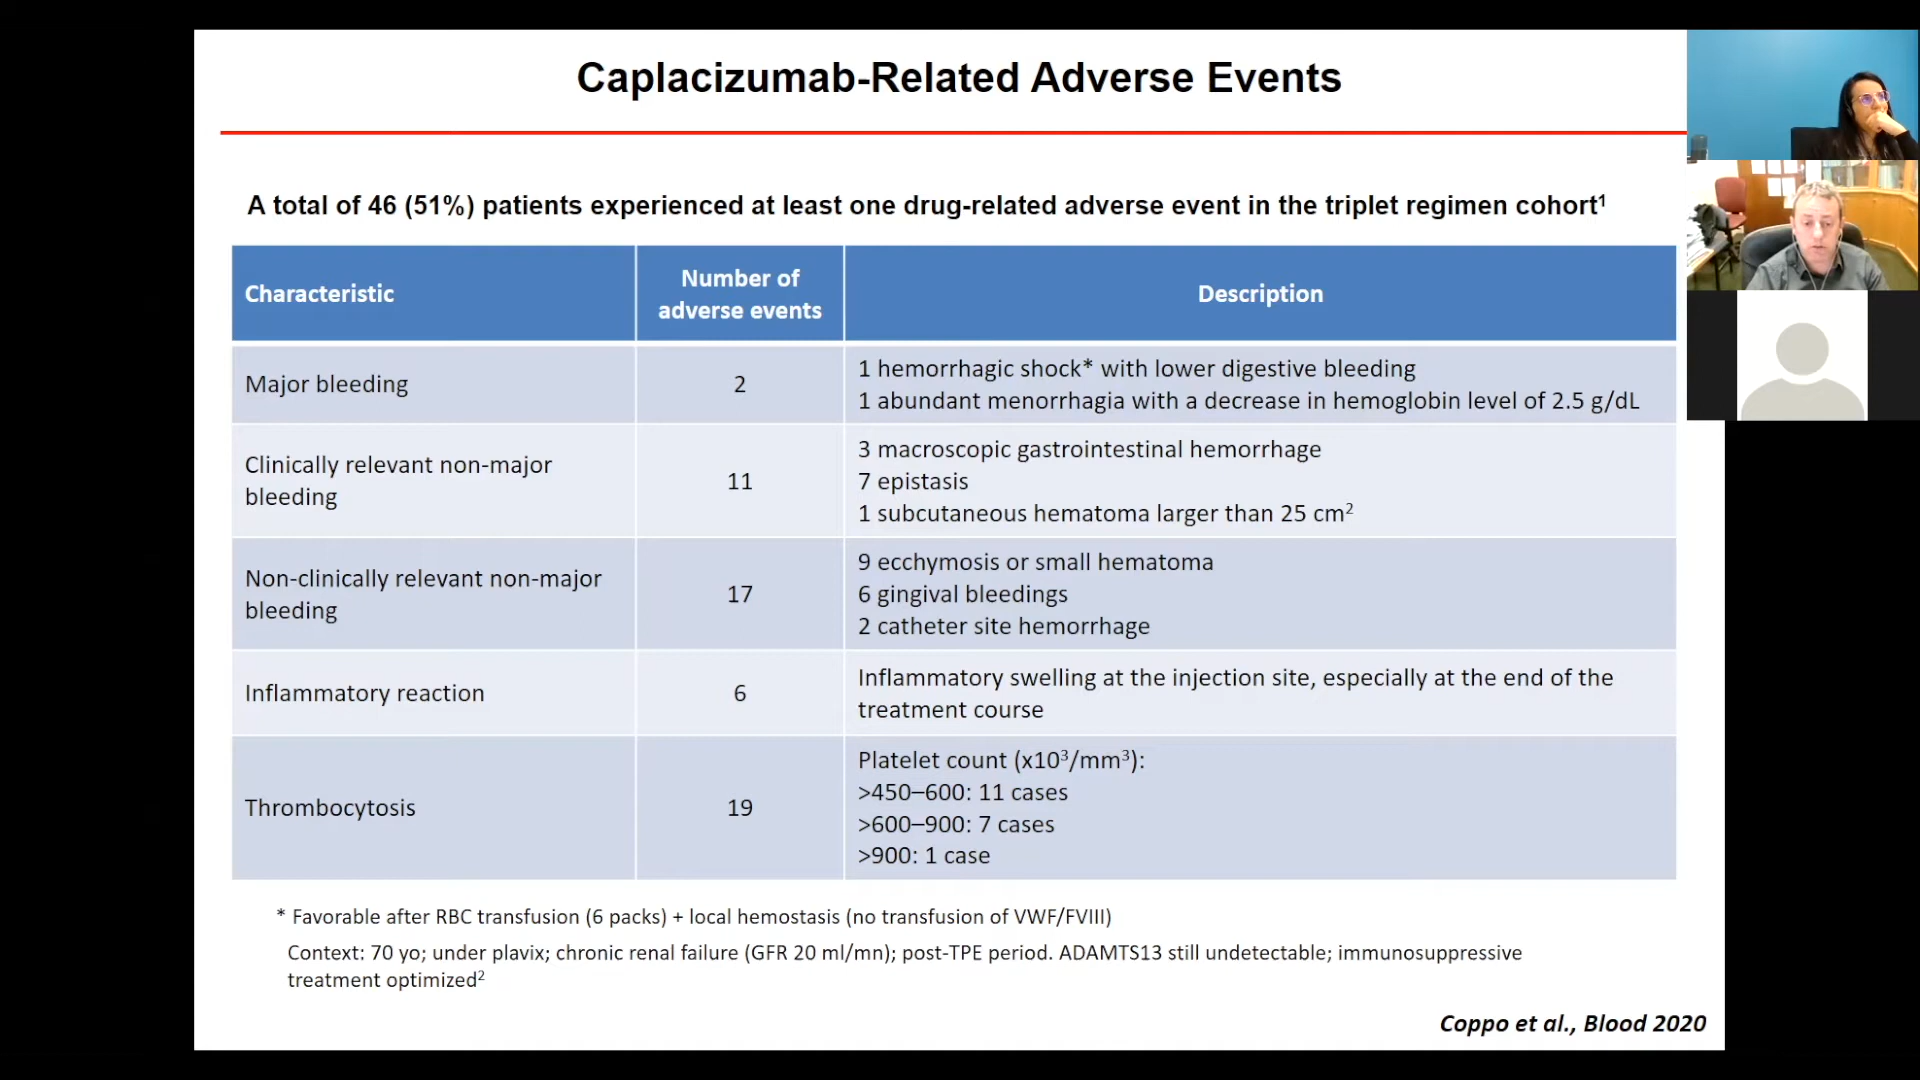 Caplacizumab-Related Adverse Events
A total of 46 (51%) patients experienced at least one drug-related adverse event in the triplet regimen cohort¹
Characteristic
Number of
adverse events
Description
Major bleeding
2
1 hemorrhagic shock* with lower digestive bleeding
1 abundant menorrhagia with a decrease in hemoglobin level of 2.5 g/dL
Clinically relevant non-major
bleeding
11
3 macroscopic gastrointestinal hemorrhage
7 epistasis
1 subcutaneous hematoma larger than 25 cm²
Non-clinically relevant non-major
bleeding
17
9 ecchymosis or small hematoma
6 gingival bleedings
2 catheter site hemorrhage
Inflammatory reaction
6
Inflammatory swelling at the injection site, especially at the end of the
treatment course
Thrombocytosis
19
Platelet count (x10³/mm³):
>450–600: 11 cases
>600–900: 7 cases
>900: 1 case
* Favorable after RBC transfusion (6 packs) + local hemostasis (no transfusion of VWF/FVIII)
Context: 70 yo; under plavix; chronic renal failure (GFR 20 ml/mn); post-TPE period. ADAMTS13 still undetectable; immunosuppressive
treatment optimized²
Coppo et al., Blood 2020